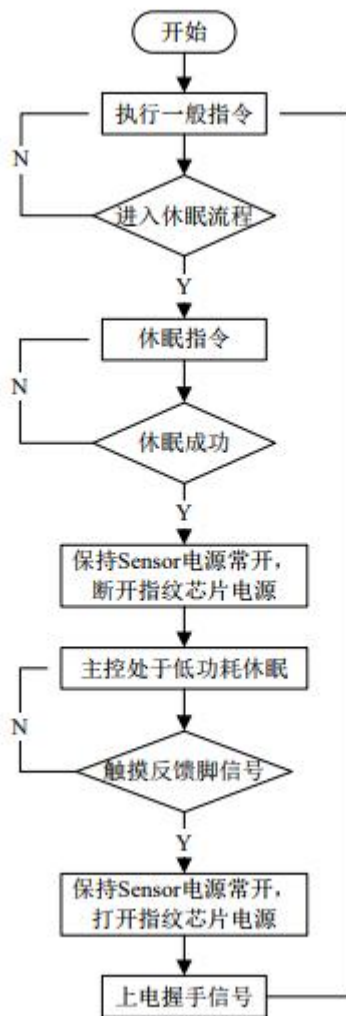 开始
执行一般指令
N
进入休眠流程
Y
休眠指令
N
休眠成功
Y
保持Sensor电源常开，
断开指纹芯片电源
主控处于低功耗休眠
N
触摸反馈脚信号
Y
保持Sensor电源常开，
打开指纹芯片电源
上电握手信号